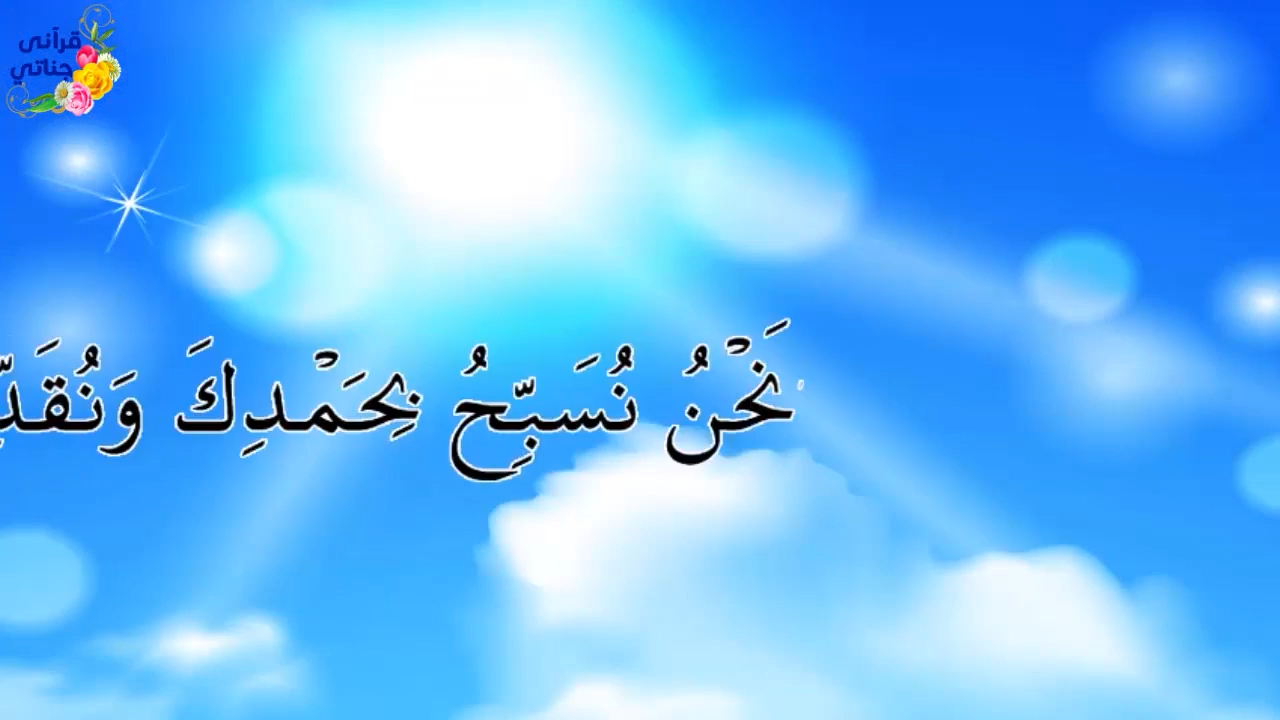 قرآنى
جناتي
نَحْنُ نُسَبِّحُ بِحَمْدِكَ وَنُقَدِّ